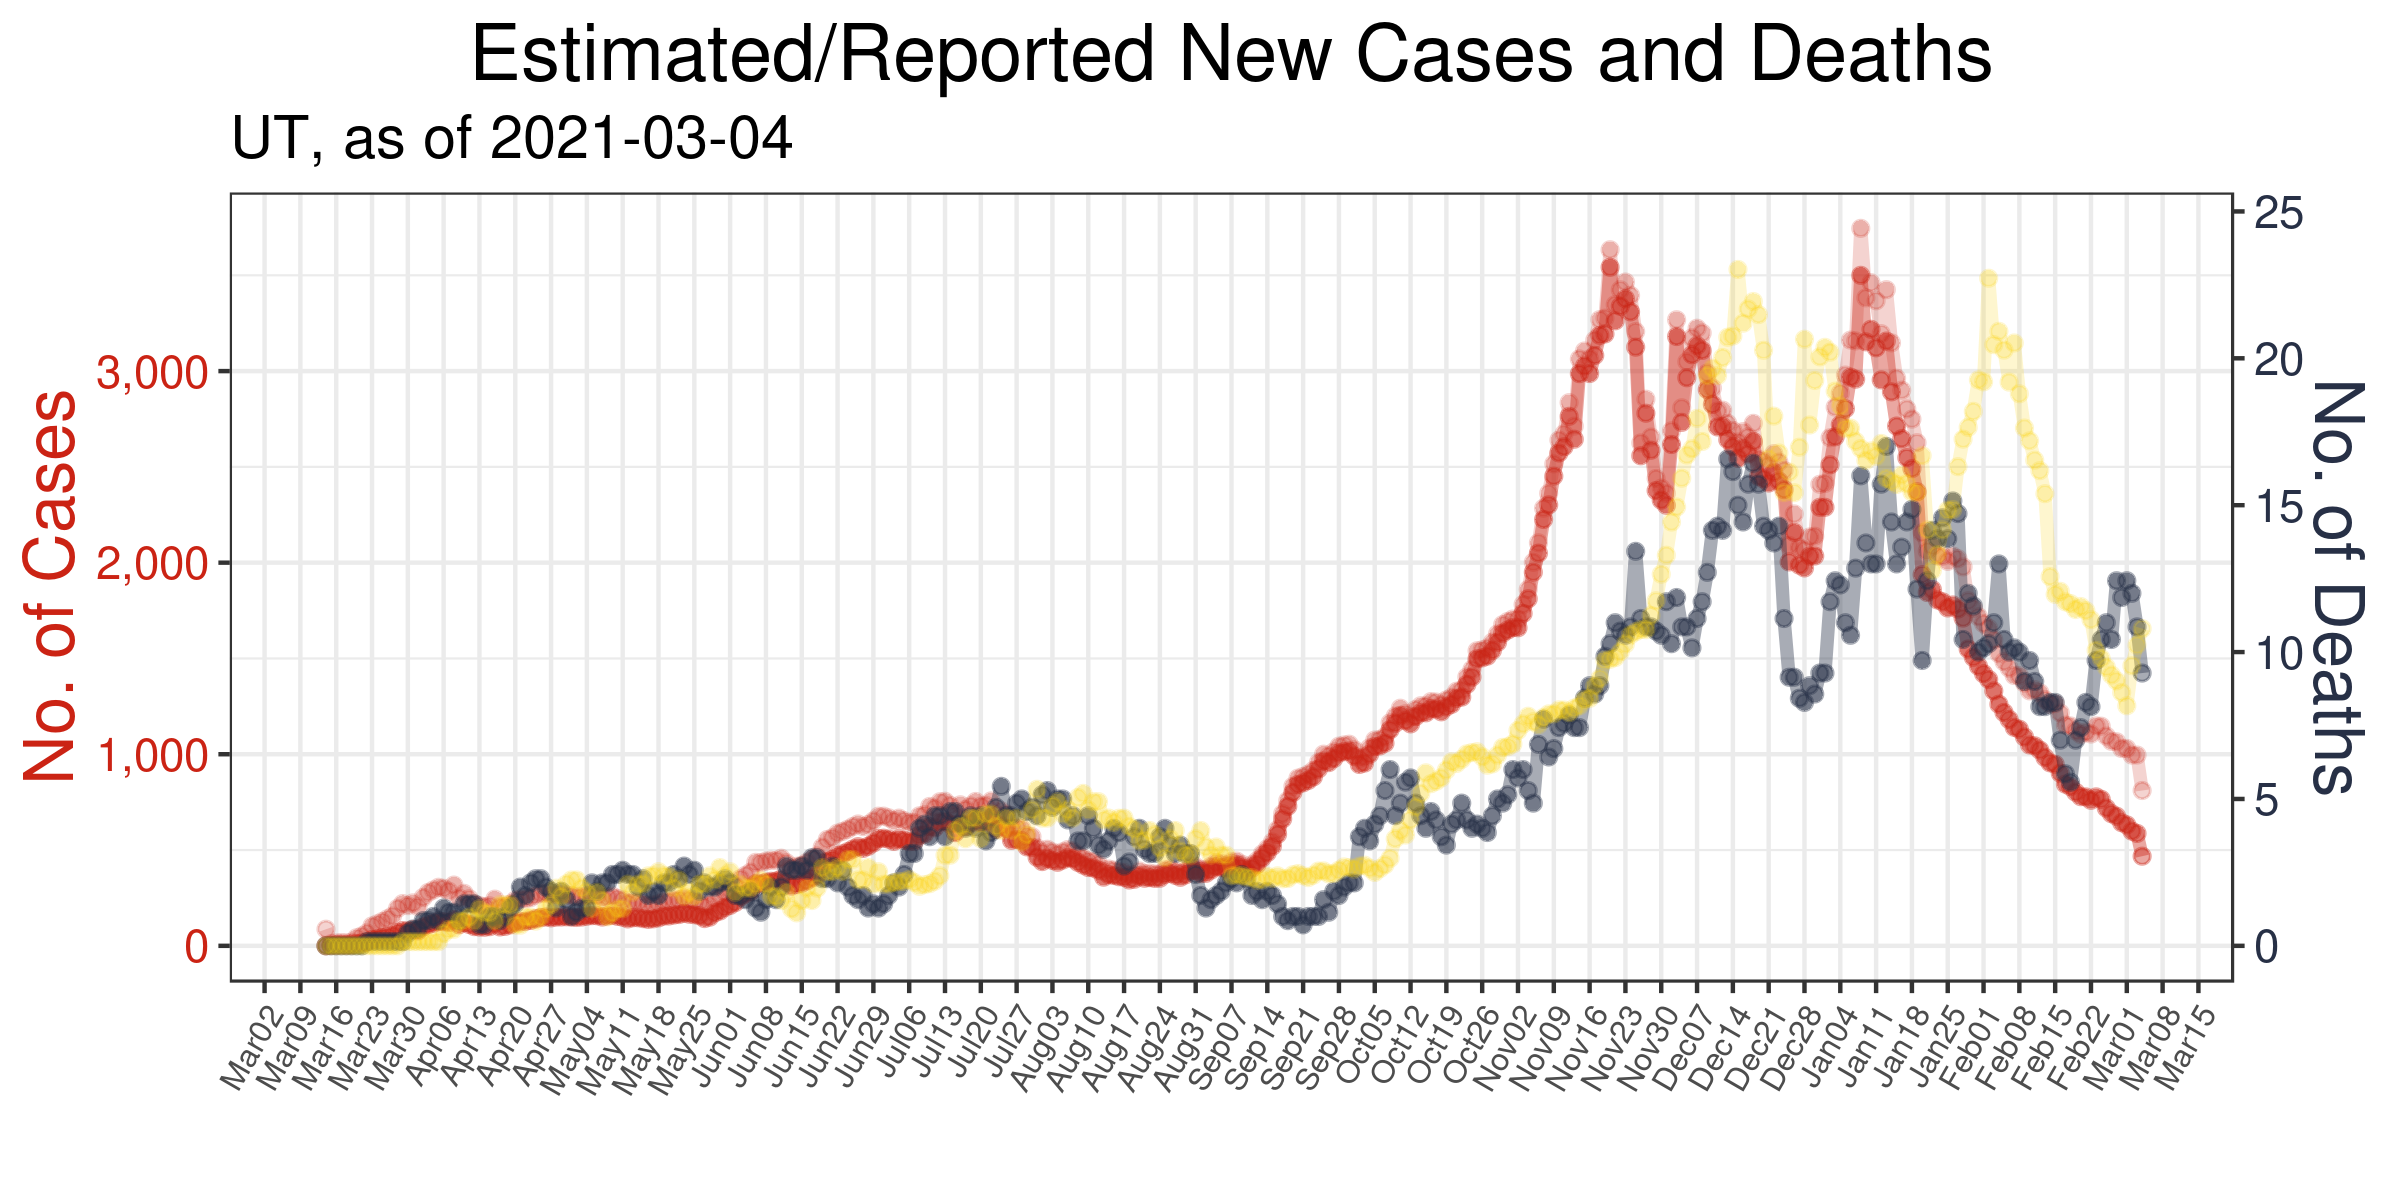 Estimated/Reported New Cases and Deaths
UT, as of 2021-03-04
No. of Cases
3,000
2,000
1,000
0
25
20
15
10
5
0
No. of Deaths
Mar02
Mar09
Mar16
Mar23
Mar30
Apr06
Apr13
Apr20
Apr27
May04
May11
May18
May25
Jun01
Jun08
Jun15
Jun22
Jun29
Jul06
Jul13
Jul20
Jul27
Aug03
Aug10
Aug17
Aug24
Aug31
Sep07
Sep14
Sep21
Sep28
Oct05
Oct12
Oct19
Oct26
Nov02
Nov09
Nov16
Nov23
Nov30
Dec07
Dec14
Dec21
Dec28
Jan04
Jan11
Jan18
Jan25
Feb01
Feb08
Feb15
Feb22
Mar01
Mar08
Mar15